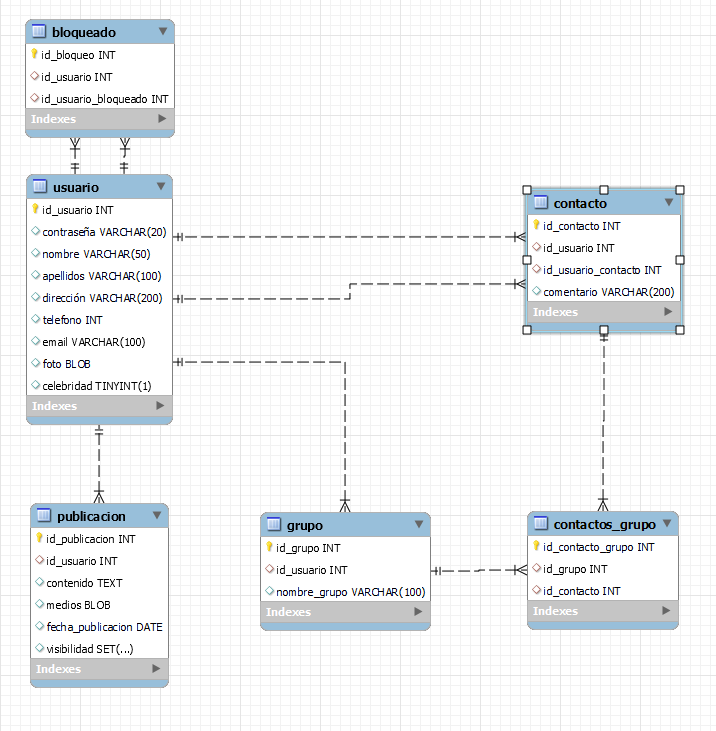 bloqueado
id_bloqueo INT
id_usuario INT
id_usuario_bloqueado INT
Indexes
usuario
id_usuario INT
contraseña VARCHAR(20)
nombre VARCHAR(50)
apellidos VARCHAR(100)
dirección VARCHAR(200)
telefono INT
email VARCHAR(100)
foto BLOB
celebridad TINYINT(1)
Indexes
contacto
id_contacto INT
id_usuario INT
id_usuario_contacto INT
comentario VARCHAR(200)
Indexes
publicacion
id_publicacion INT
id_usuario INT
contenido TEXT
medios BLOB
fecha_publicacion DATE
visibilidad SET(...)
Indexes
grupo
id_grupo INT
id_usuario INT
nombre_grupo VARCHAR(100)
Indexes
contactos_grupo
id_contacto_grupo INT
id_grupo INT
id_contacto INT
Indexes